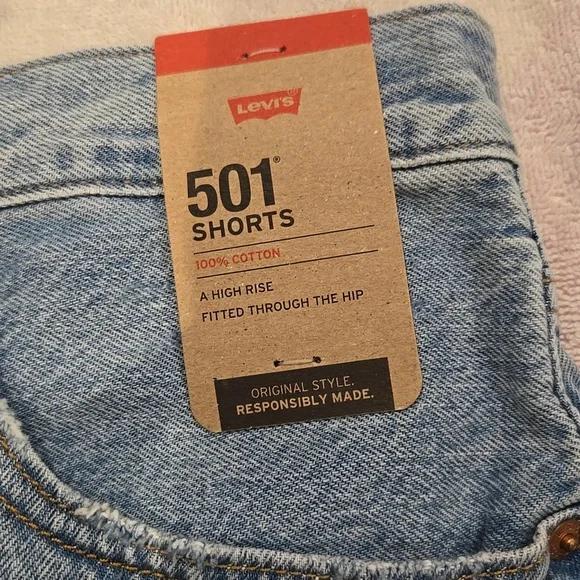 Levi's®
501®
SHORTS
100% COTTON
A HIGH RISE
FITTED THROUGH THE HIP
ORIGINAL STYLE.
RESPONSIBLY MADE.